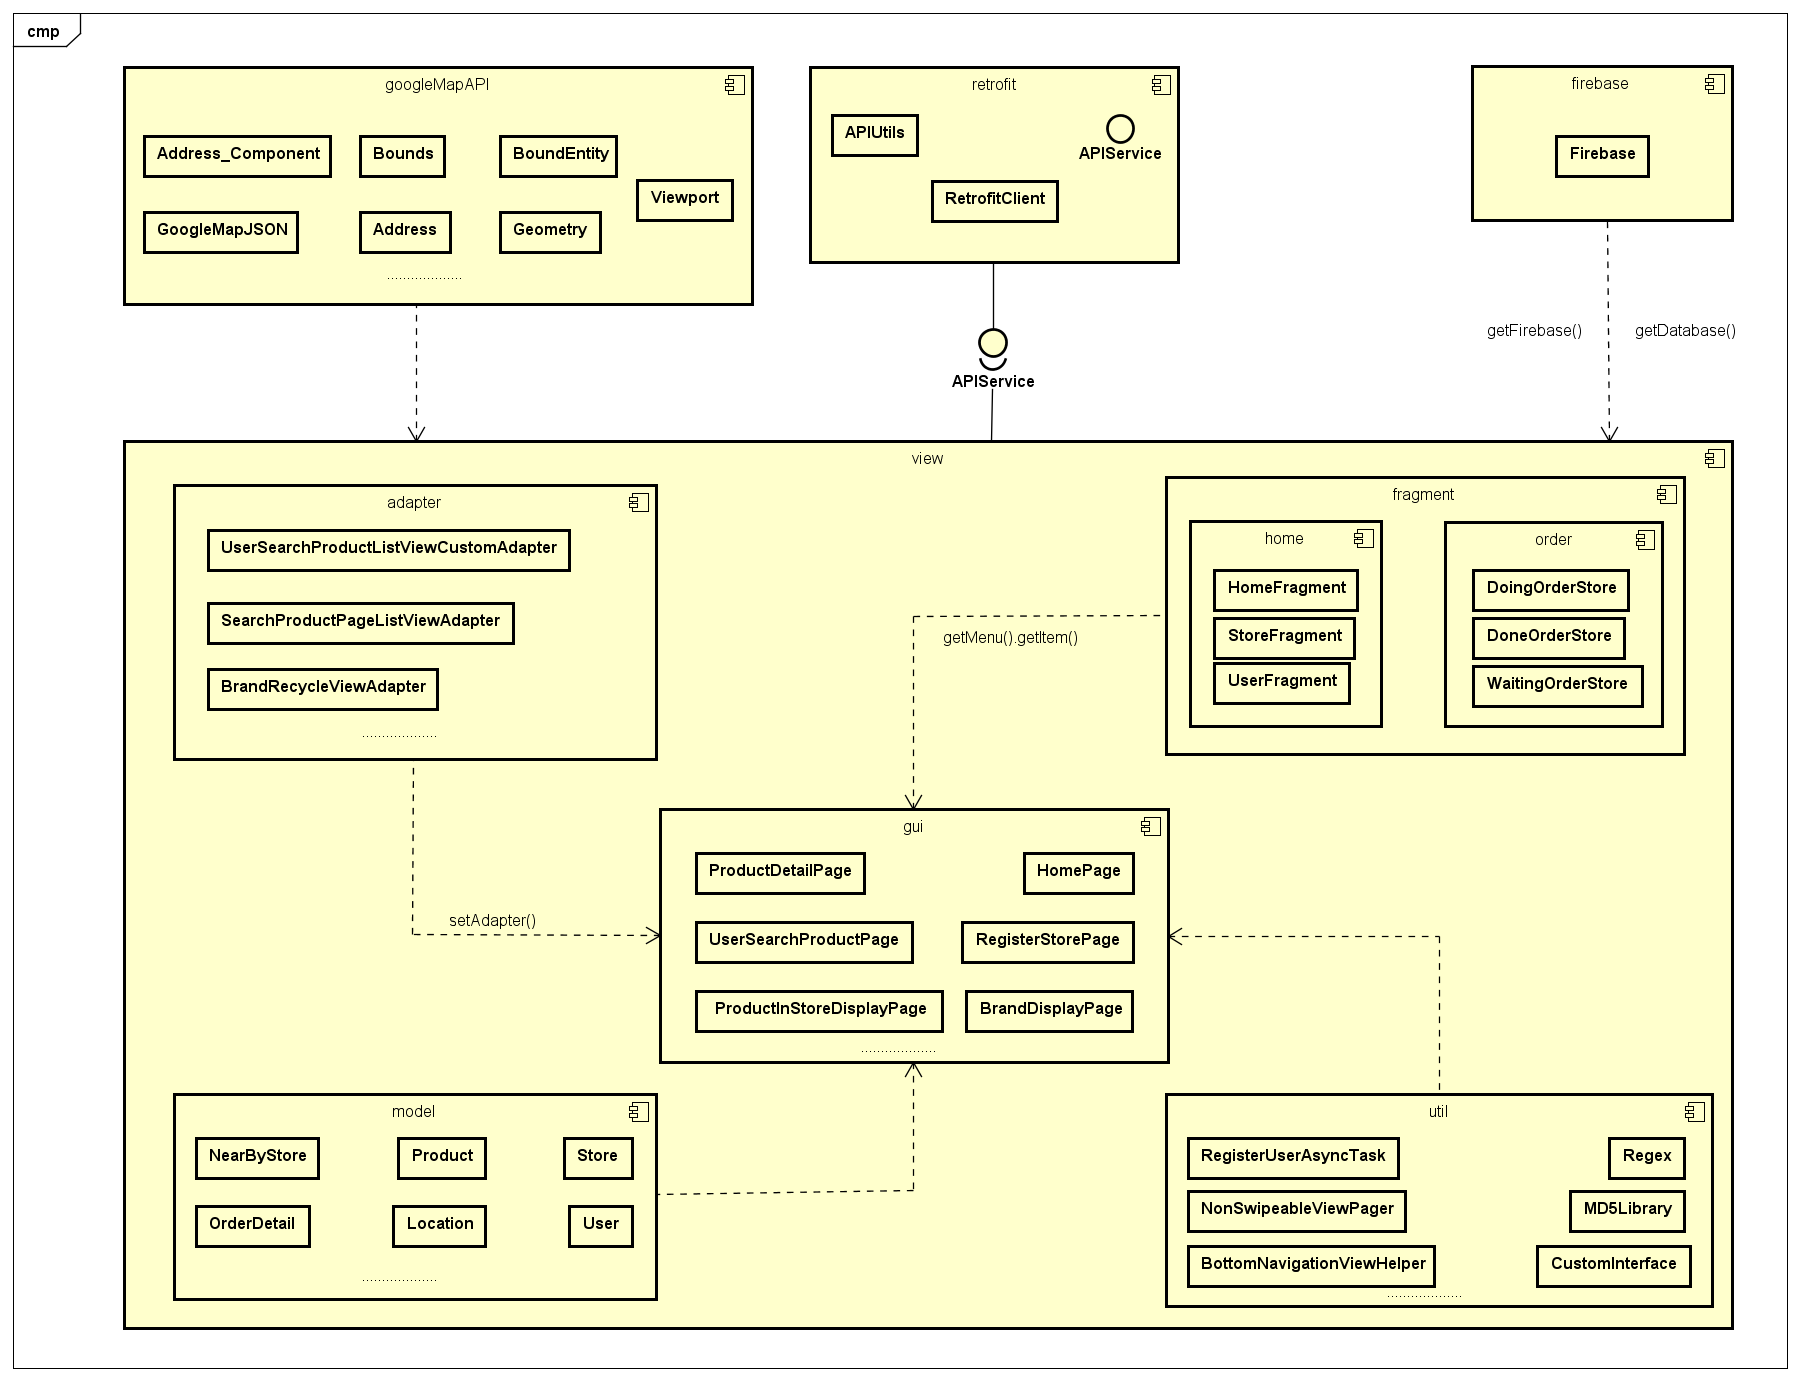 cmp
googleMapAPI
Address_Component
Bounds
BoundEntity
Viewport
GoogleMapJSON
Address
Geometry
...................
retrofit
APIUtils
APIService
RetrofitClient
firebase
Firebase
APIService
getFirebase()
getDatabase()
view
adapter
UserSearchProductListViewCustomAdapter
SearchProductPageListViewAdapter
BrandRecycleViewAdapter
...................
fragment
home
HomeFragment
StoreFragment
UserFragment
order
DoingOrderStore
DoneOrderStore
WaitingOrderStore
getMenu().getItem()
setAdapter()
gui
ProductDetailPage
HomePage
UserSearchProductPage
RegisterStorePage
ProductInStoreDisplayPage
BrandDisplayPage
...................
model
NearByStore
Product
Store
OrderDetail
Location
User
...................
util
RegisterUserAsyncTask
Regex
NonSwipeableViewPager
MD5Library
BottomNavigationViewHelper
CustomInterface
...................